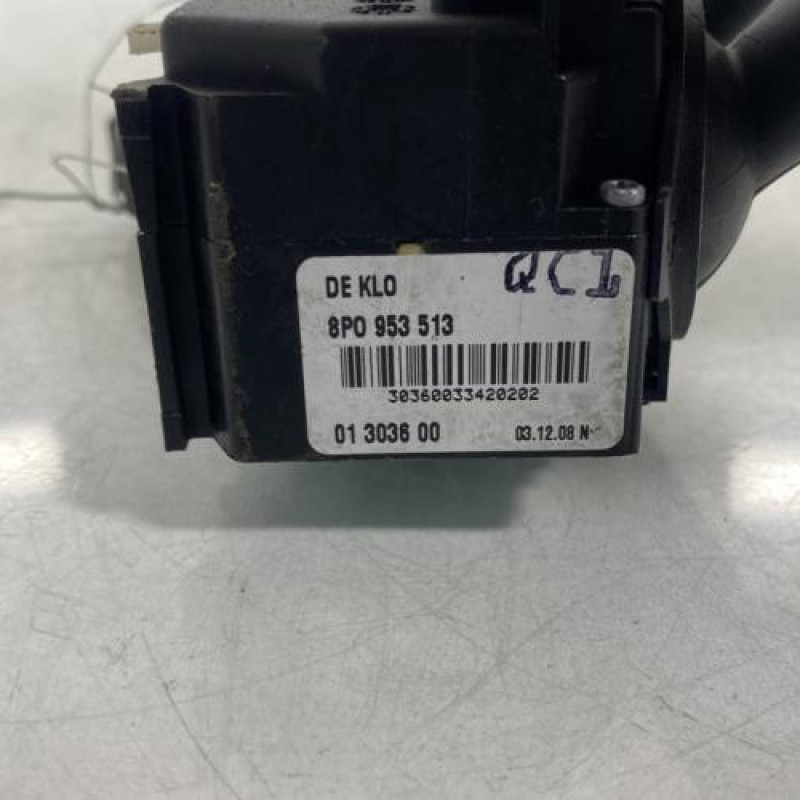 QC1
DE KLO
8P0 953 513
30360033420202
01 3036 00
03.12.08 N